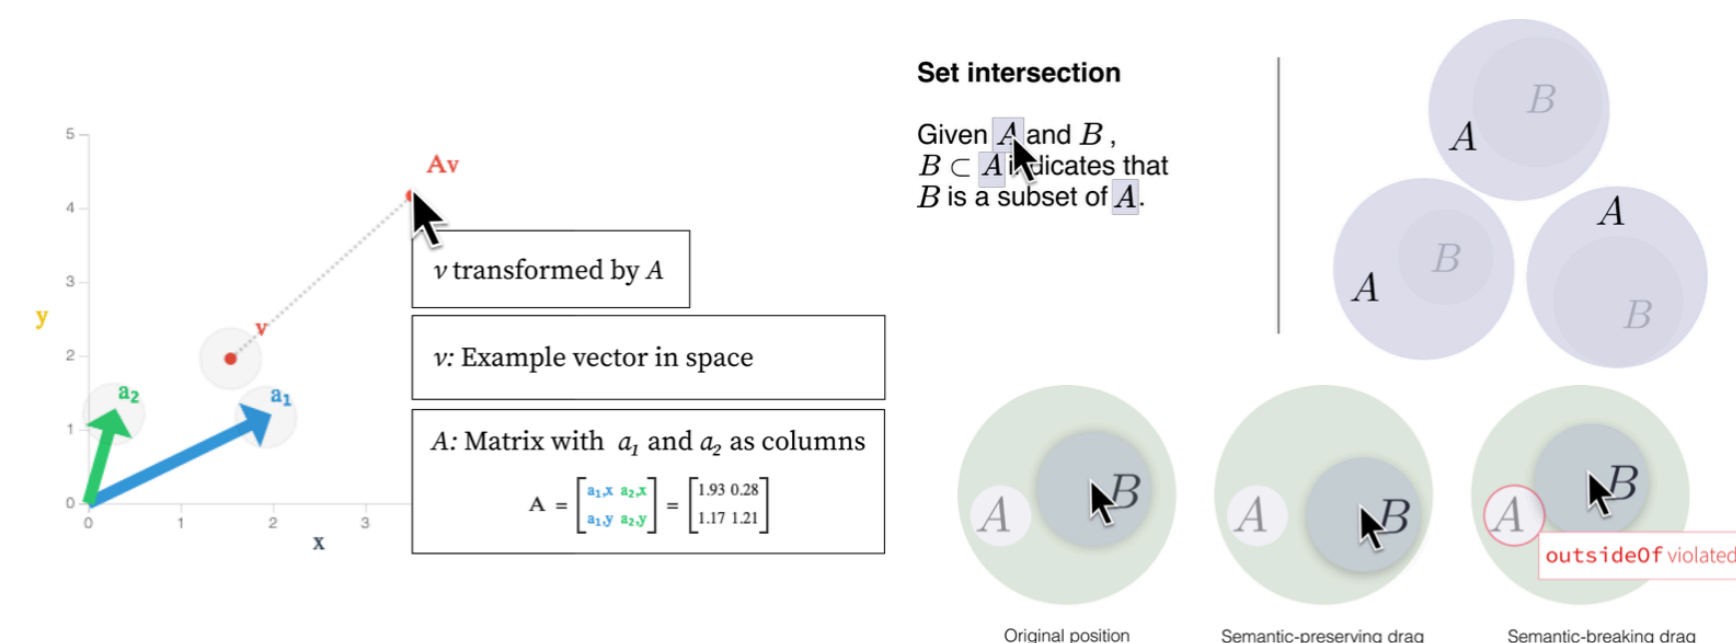 5
4
3
2
1
0
y
0
1
2
3
x
Av
v
a₂
a₁
v transformed by A
v: Example vector in space
A: Matrix with a₁ and a₂ as columns
A = [a₁,x a₂,x = [1.93 0.28
a₁,y a₂,y] 1.17 1.21]
Set intersection
Given A and B ,
B ⊂ A indicates that
B is a subset of A.
B
A
A
B
A
B
A
B
A
B
A
B
outsideOf violated
Original position
Semantic-preserving drag
Semantic-breaking drag